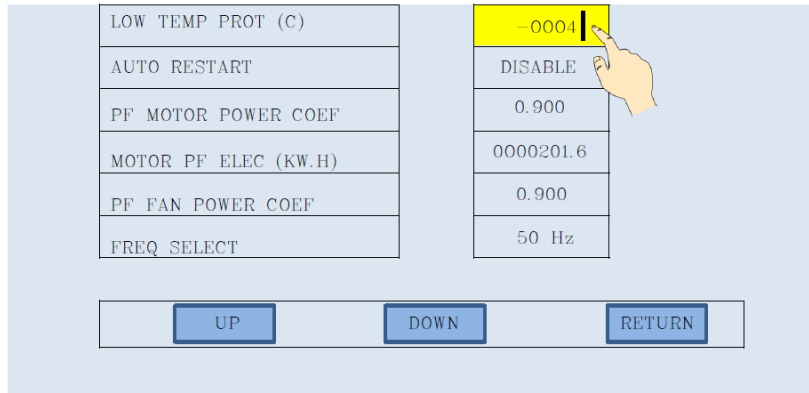 LOW TEMP PROT (C) -0004
AUTO RESTART DISABLE
PF MOTOR POWER COEF 0.900
MOTOR PF ELEC (KW.H) 0000201.6
PF FAN POWER COEF 0.900
FREQ SELECT 50 Hz
UP DOWN RETURN